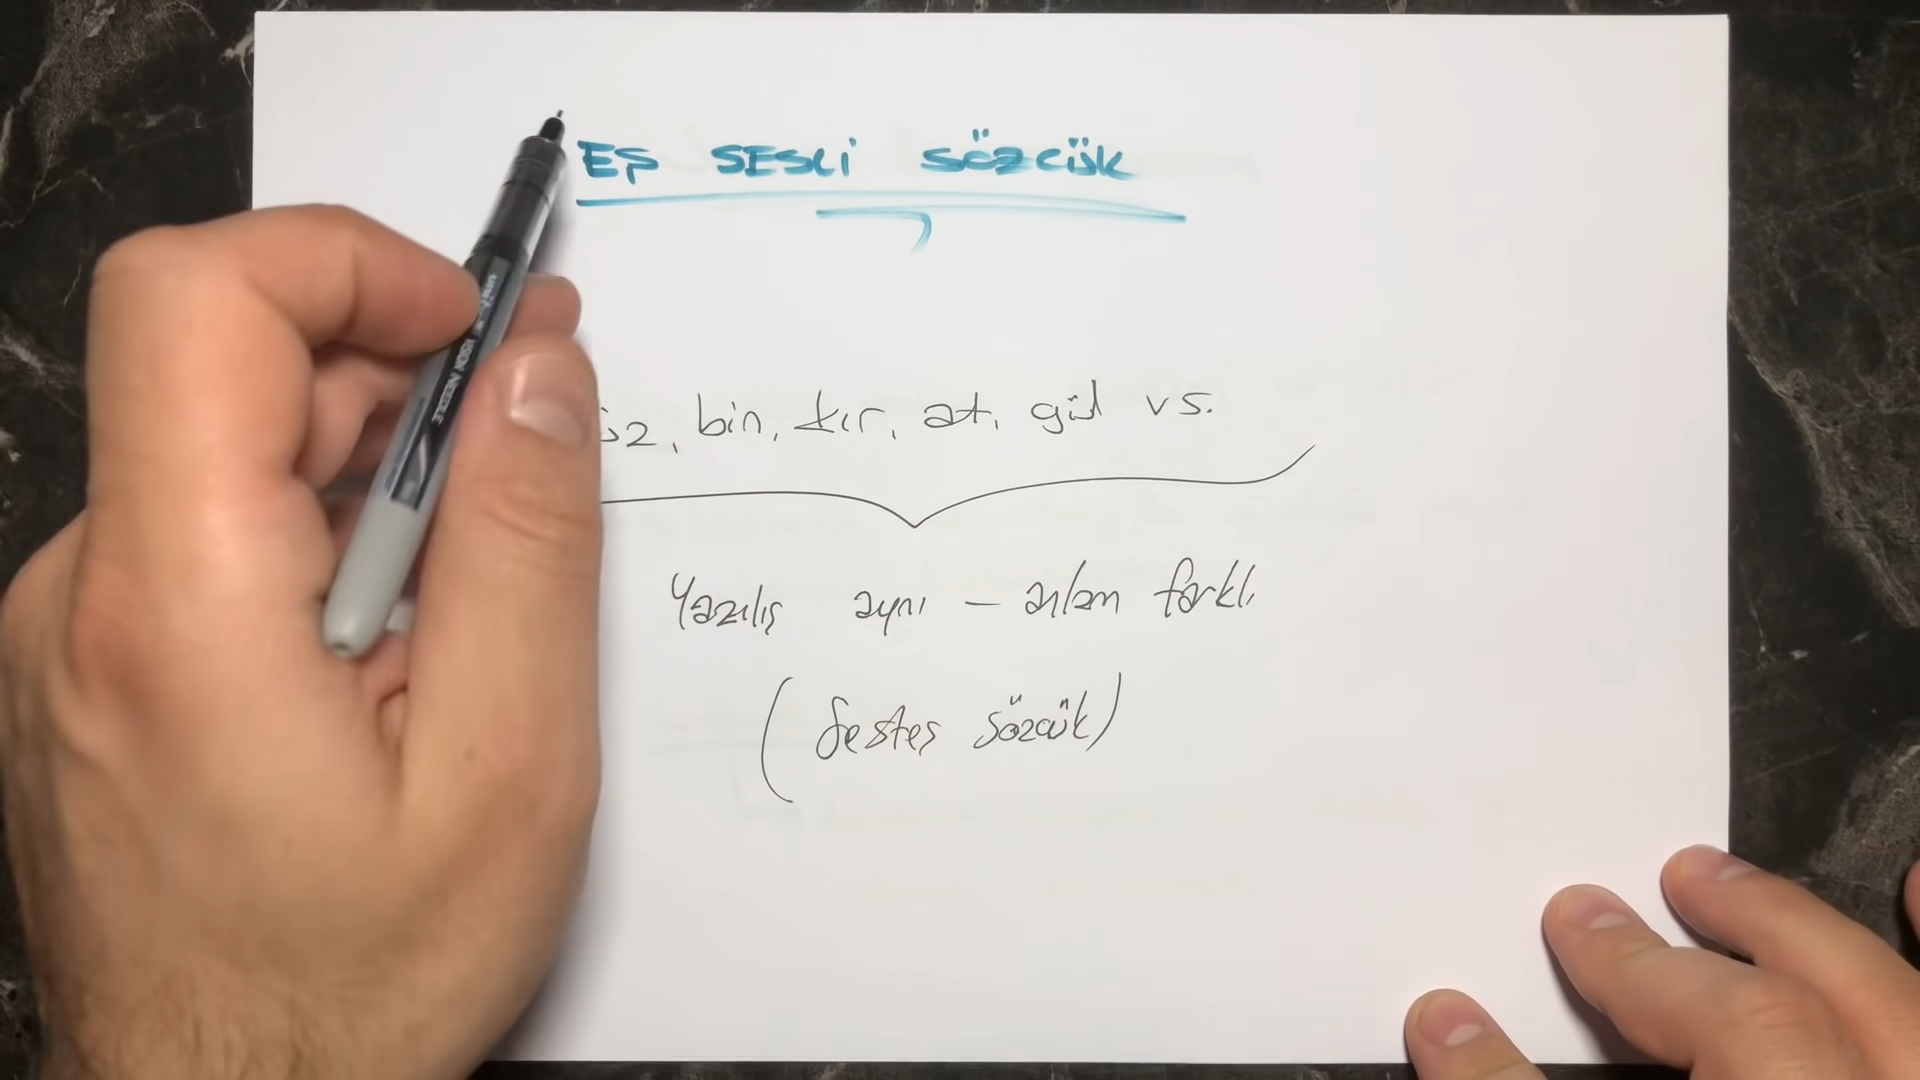 EŞ SESLİ SÖZCÜK
bin, kır, at, gül vs.
Yazılış aynı – anlam farklı
(Sesteş sözcük)